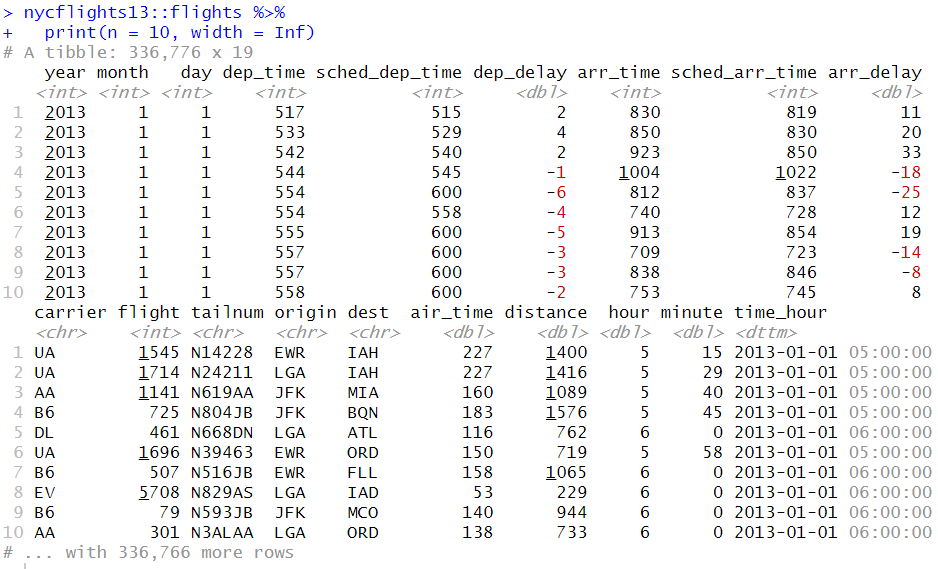 > nycflights13::flights %>%
+   print(n = 10, width = Inf)
# A tibble: 336,776 x 19
    year month   day dep_time sched_dep_time dep_delay arr_time sched_arr_time arr_delay
   <int> <int> <int>    <int>          <int>     <dbl>    <int>          <int>     <dbl>
 1  2013     1     1      517            515         2      830            819        11
 2  2013     1     1      533            529         4      850            830        20
 3  2013     1     1      542            540         2      923            850        33
 4  2013     1     1      544            545        -1     1004           1022       -18
 5  2013     1     1      554            600        -6      812            837       -25
 6  2013     1     1      554            558        -4      740            728        12
 7  2013     1     1      555            600        -5      913            854        19
 8  2013     1     1      557            600        -3      709            723       -14
 9  2013     1     1      557            600        -3      838            846        -8
10  2013     1     1      558            600        -2      753            745         8
   carrier flight tailnum origin dest  air_time distance  hour minute time_hour
   <chr>    <int> <chr>   <chr>  <chr>    <dbl>    <dbl> <dbl>  <dbl> <dttm>
 1 UA        1545 N14228  EWR    IAH        227     1400     5     15 2013-01-01 05:00:00
 2 UA        1714 N24211  LGA    IAH        227     1416     5     29 2013-01-01 05:00:00
 3 AA        1141 N619AA  JFK    MIA        160     1089     5     40 2013-01-01 05:00:00
 4 B6         725 N804JB  JFK    BQN        183     1576     5     45 2013-01-01 05:00:00
 5 DL         461 N668DN  LGA    ATL        116      762     6      0 2013-01-01 06:00:00
 6 UA        1696 N39463  EWR    ORD        150      719     5     58 2013-01-01 05:00:00
 7 B6         507 N516JB  EWR    FLL        158     1065     6      0 2013-01-01 06:00:00
 8 EV        5708 N829AS  LGA    IAD         53      229     6      0 2013-01-01 06:00:00
 9 B6          79 N593JB  JFK    MCO        140      944     6      0 2013-01-01 06:00:00
10 AA         301 N3ALAA  LGA    ORD        138      733     6      0 2013-01-01 06:00:00
# ... with 336,766 more rows